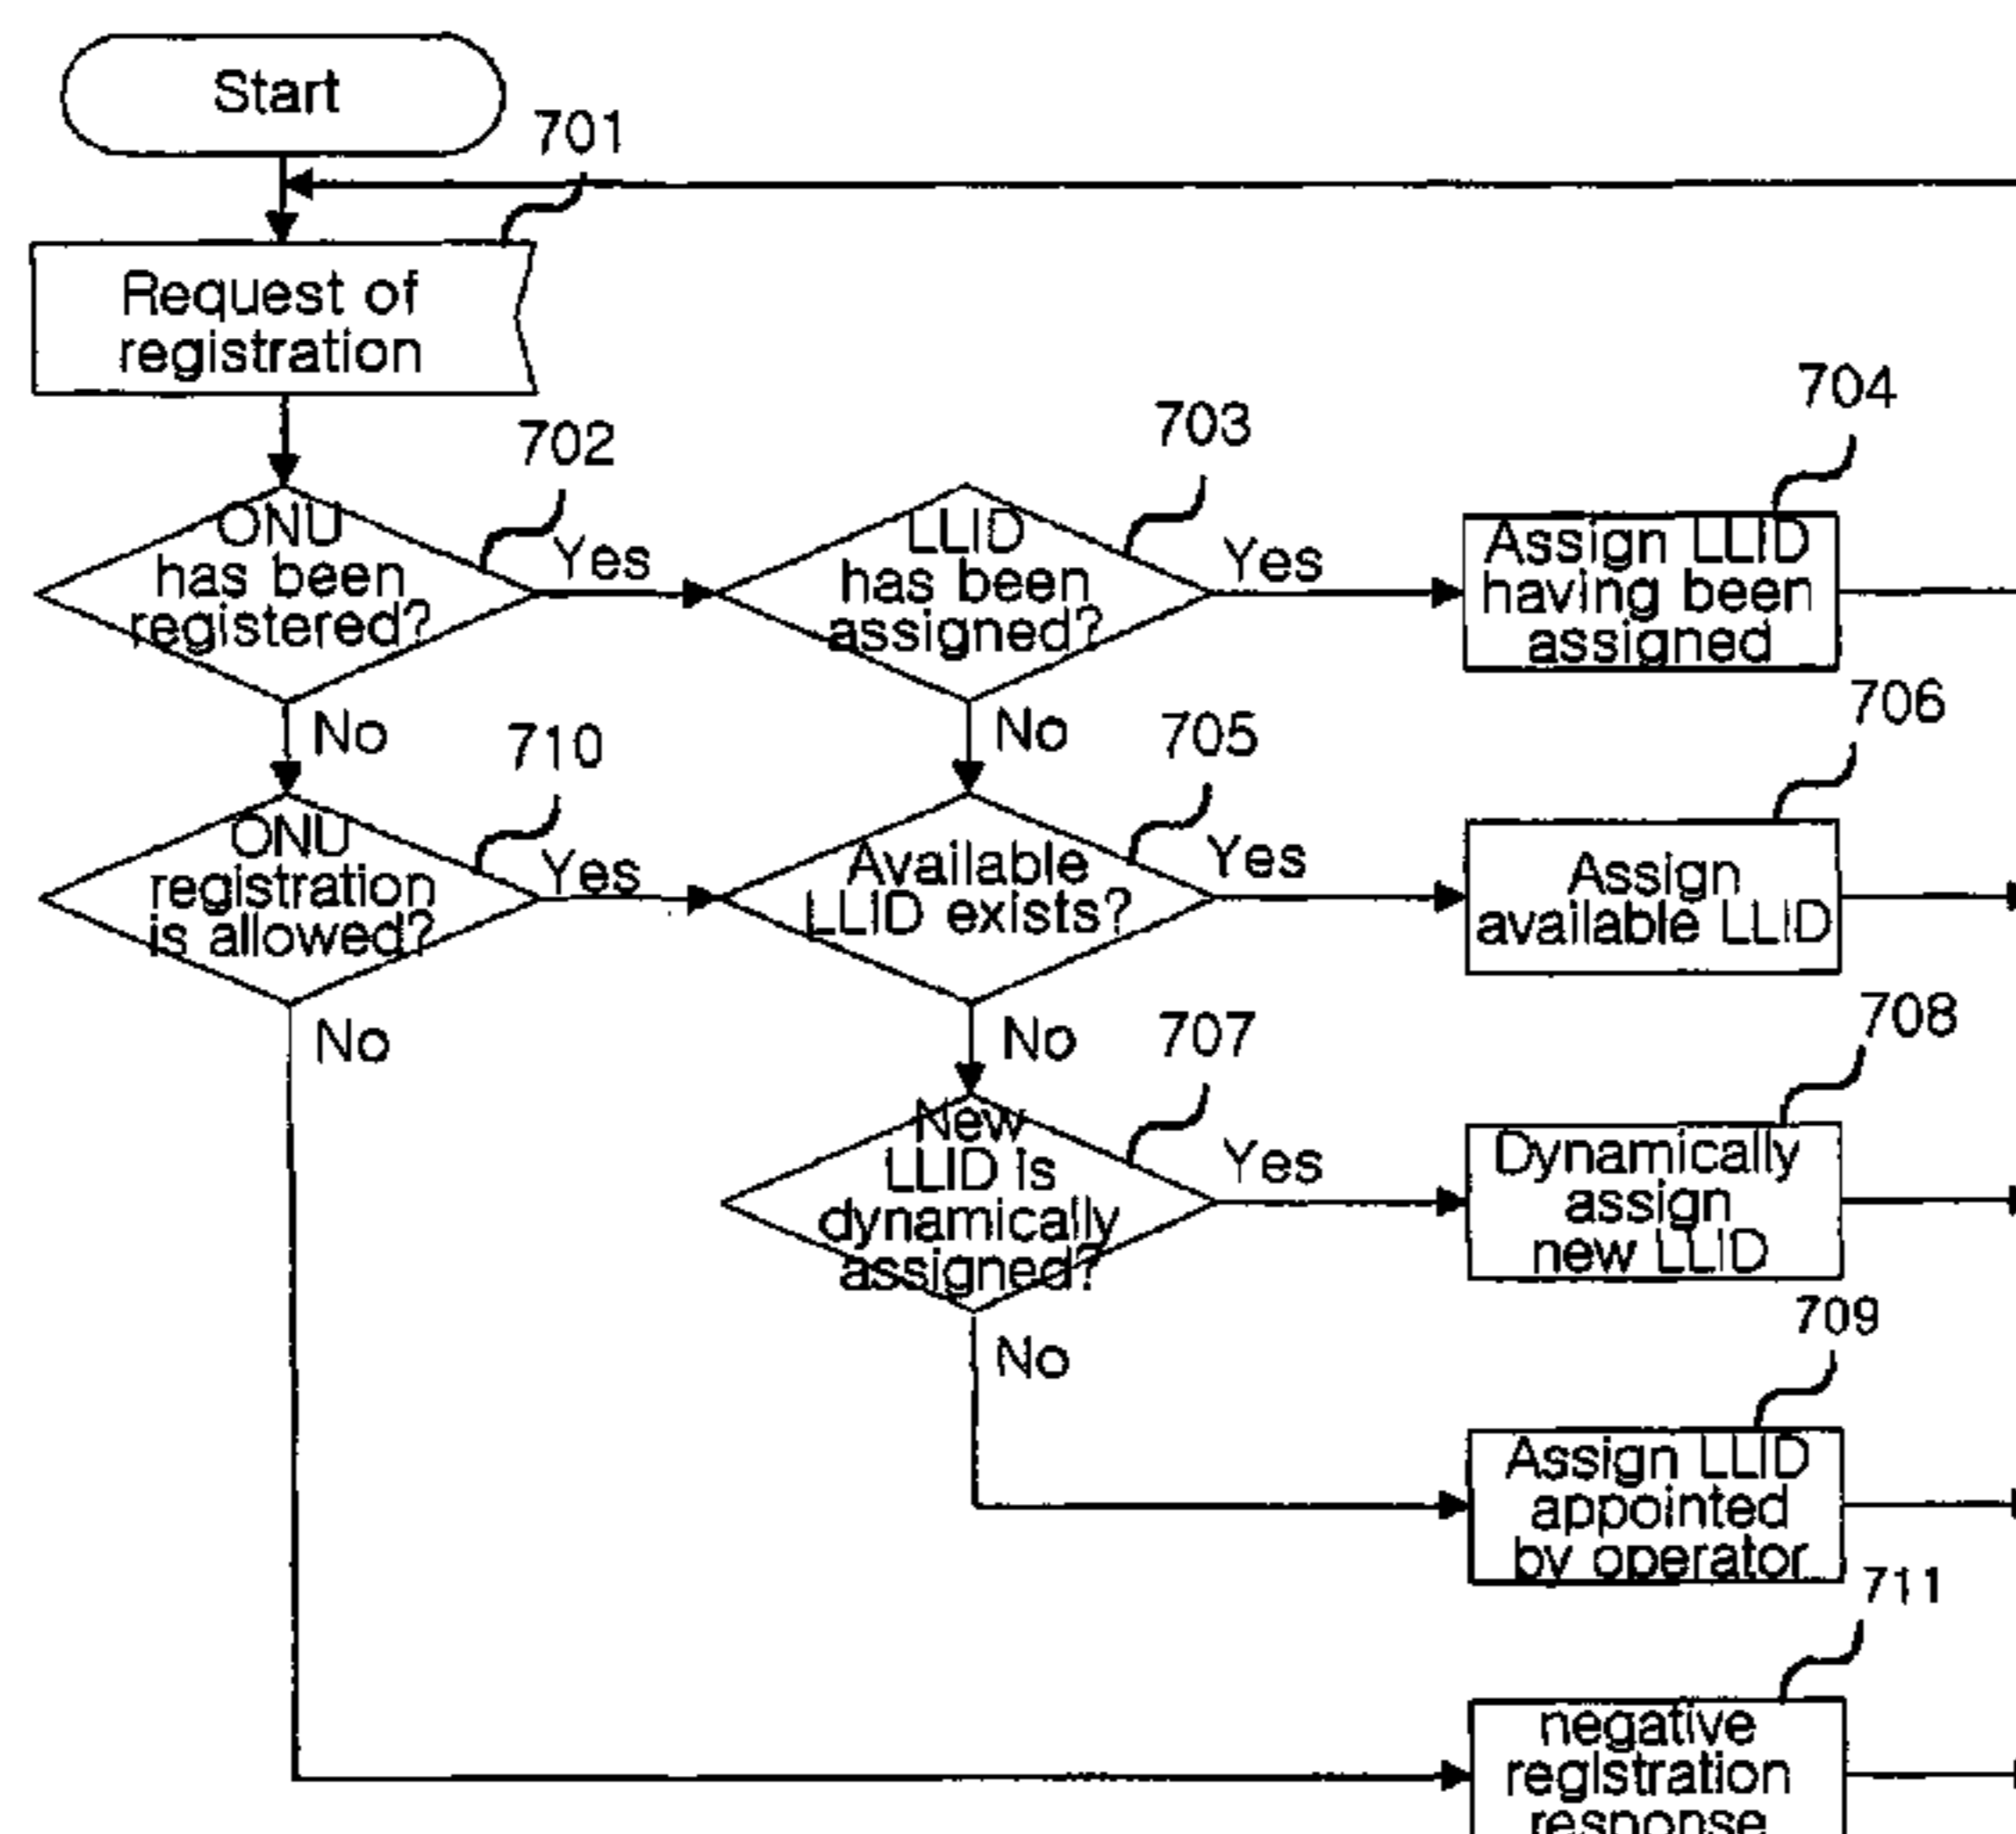 Start
701
Request of
registration
702
ONU
has been
registered?
Yes
No
703
LLID
has been
assigned?
Yes
No
704
Assign LLID
having been
assigned
710
ONU
registration
is allowed?
Yes
No
705
Available
LLID exists?
Yes
No
706
Assign
available LLID
707
New
LLID is
dynamically
assigned?
Yes
No
708
Dynamically
assign
new LLID
709
Assign LLID
appointed
by operator
711
negative
registration
response